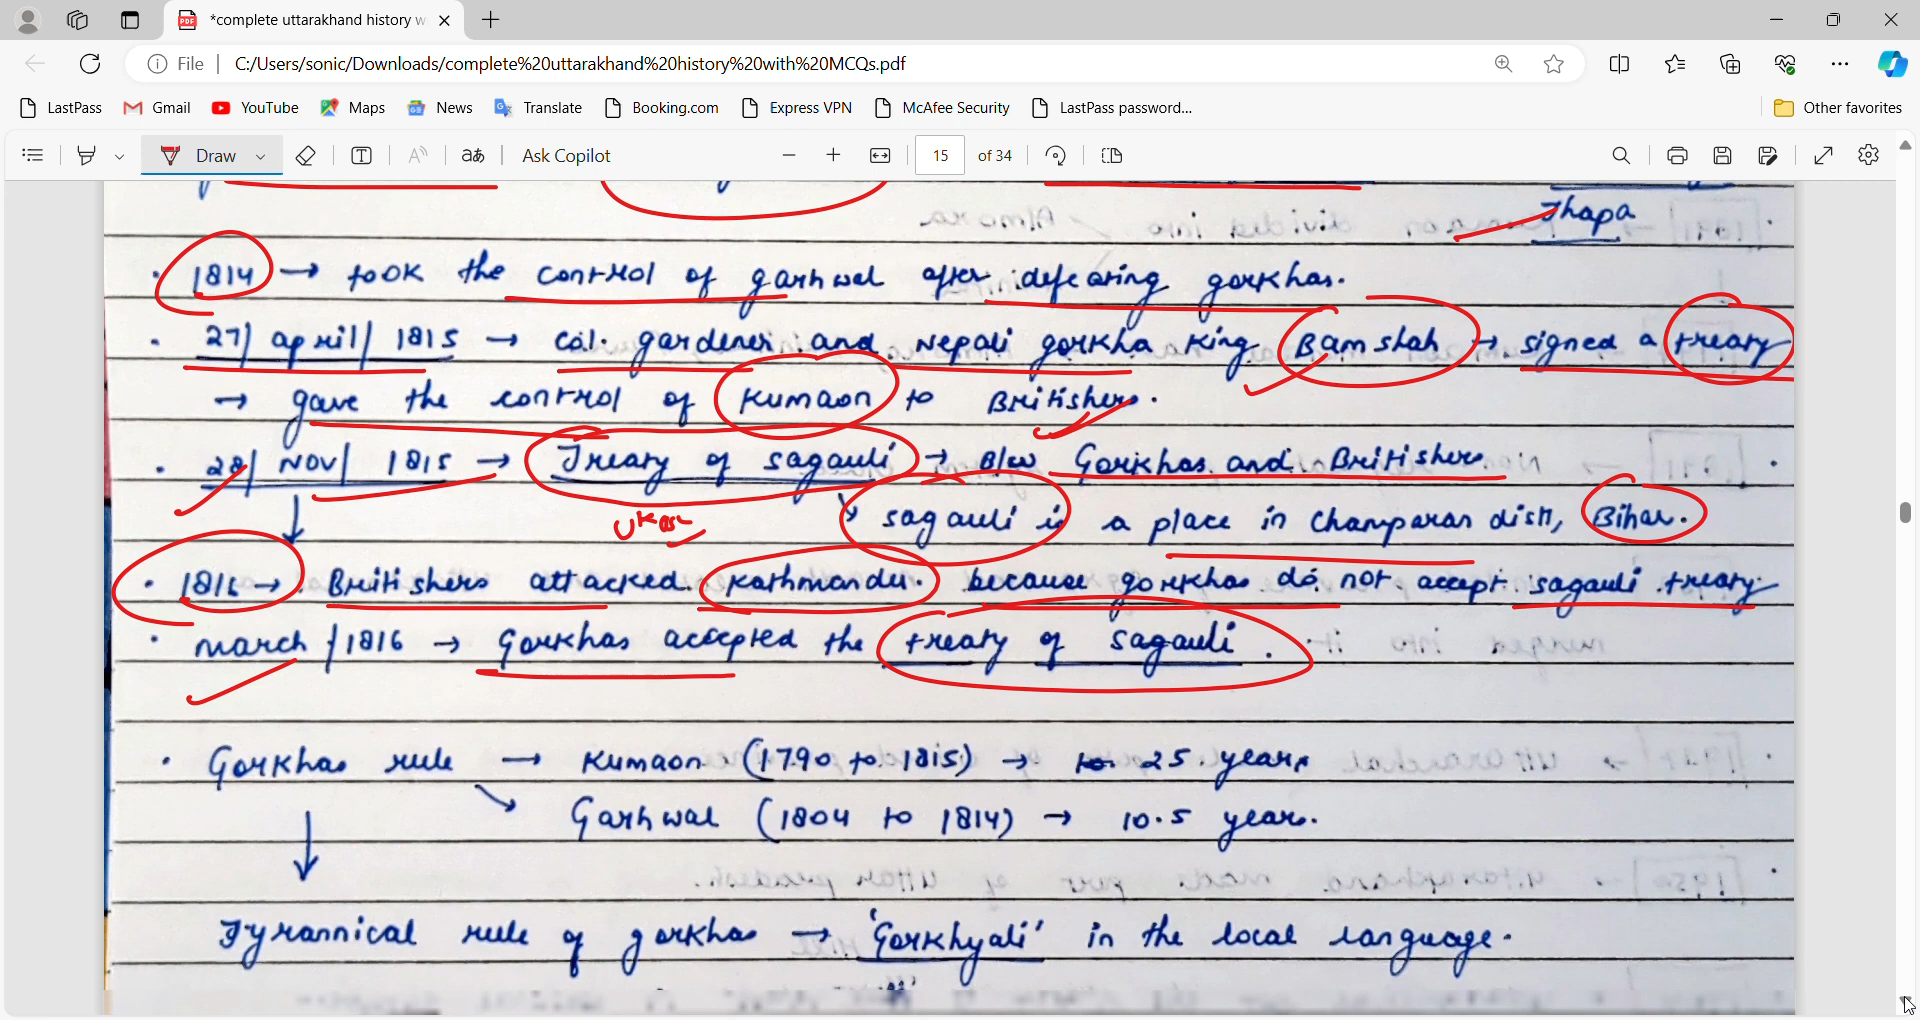 *complete uttarakhand history w
File
C:/Users/sonic/Downloads/complete%20uttarakhand%20history%20with%20MCQs.pdf
LastPass Gmail YouTube Maps News Translate Booking.com Express VPN McAfee Security LastPass password... Other favorites
Draw Ask Copilot 15 of 34
Thapa
· 1814 → took the control of garhwal after defearing gorkhas.
· 27/ april/ 1815 → Col. gardener and Nepali gorkha King Bam shah → signed a treaty
→ gave the control of Kumaon to Britishers.
· 28/ Nov/ 1815 → Treary of sagauli → B/w Gorkhas and Britishers.
UKPSC
sagauli is a place in Champaran distt, Bihar.
· 1816 → Britishers attacked Kathmandu. because gorkhas do not accept sagauli treaty.
· march / 1816 → Gorkhas accepted the treaty of Sagauli.
· Gorkhas rule → Kumaon (1790 to 1815) → 25 years
Garhwal (1804 to 1814) → 10.5 years.
Tyrannical rule of gorkhas → 'Gorkhyali' in the local language.